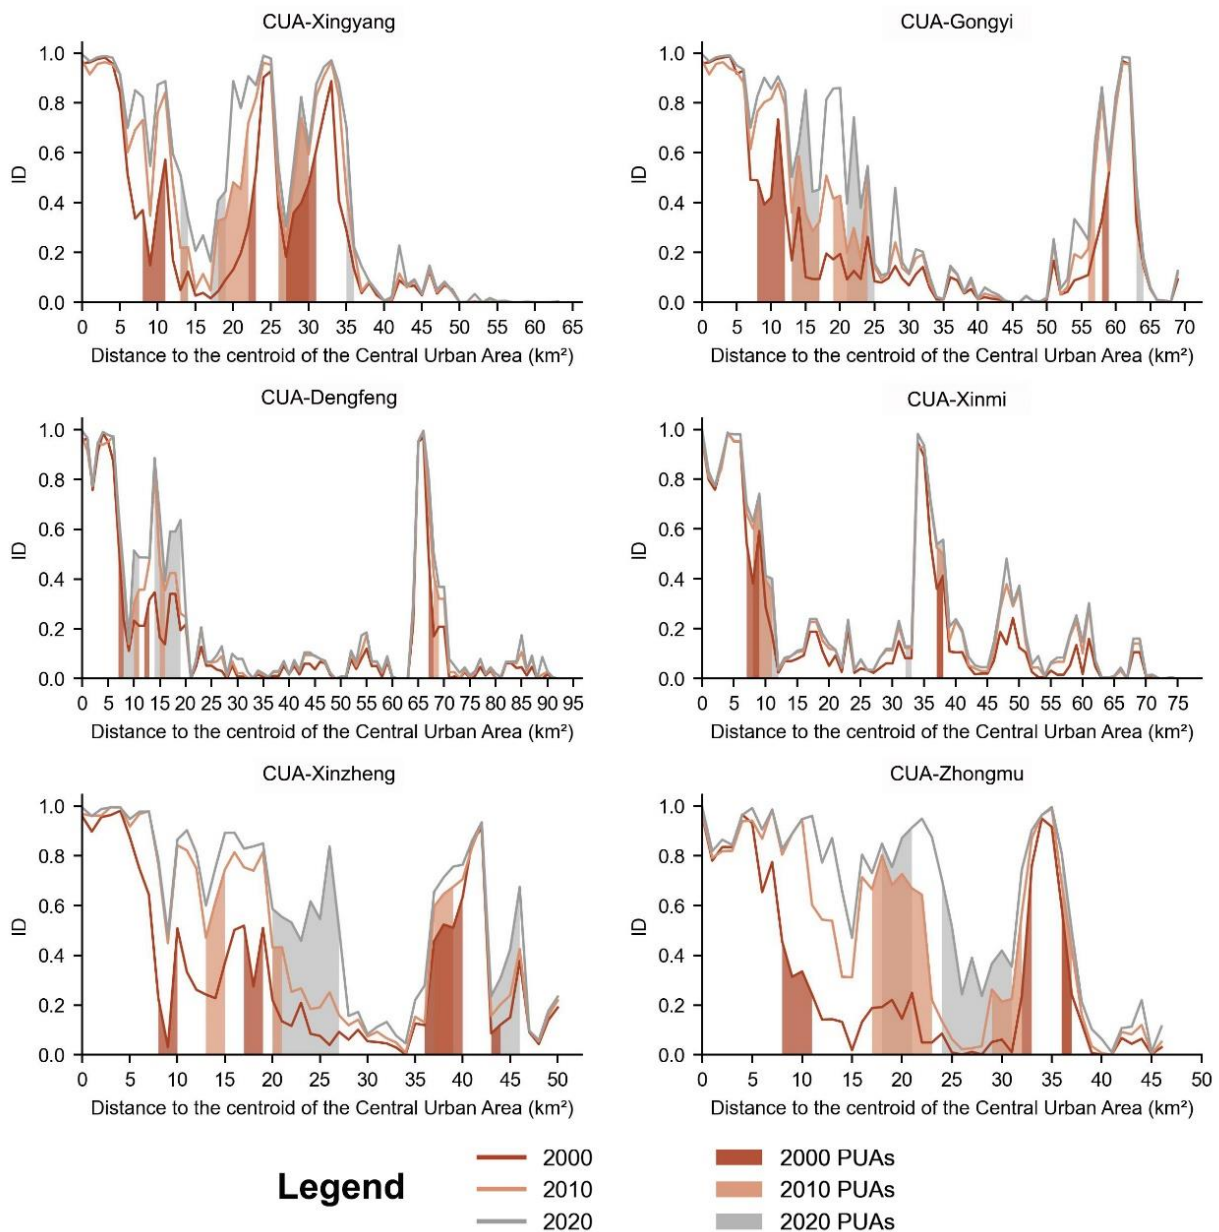 CUA-Xingyang
CUA-Gongyi
1.0
0.8
0.6
0.4
0.2
0.0
ID
0 5 10 15 20 25 30 35 40 45 50 55 60 65
Distance to the centroid of the Central Urban Area (km²)
1.0
0.8
0.6
0.4
0.2
0.0
ID
0 5 10 15 20 25 30 35 40 45 50 55 60 65 70
Distance to the centroid of the Central Urban Area (km²)
CUA-Dengfeng
CUA-Xinmi
1.0
0.8
0.6
0.4
0.2
0.0
ID
0 5 10 15 20 25 30 35 40 45 50 55 60 65 70 75 80 85 90 95
Distance to the centroid of the Central Urban Area (km²)
1.0
0.8
0.6
0.4
0.2
0.0
ID
0 5 10 15 20 25 30 35 40 45 50 55 60 65 70 75
Distance to the centroid of the Central Urban Area (km²)
CUA-Xinzheng
CUA-Zhongmu
1.0
0.8
0.6
0.4
0.2
0.0
ID
0 5 10 15 20 25 30 35 40 45 50
Distance to the centroid of the Central Urban Area (km²)
1.0
0.8
0.6
0.4
0.2
0.0
ID
0 5 10 15 20 25 30 35 40 45 50
Distance to the centroid of the Central Urban Area (km²)
Legend
2000
2010
2020
2000 PUAs
2010 PUAs
2020 PUAs